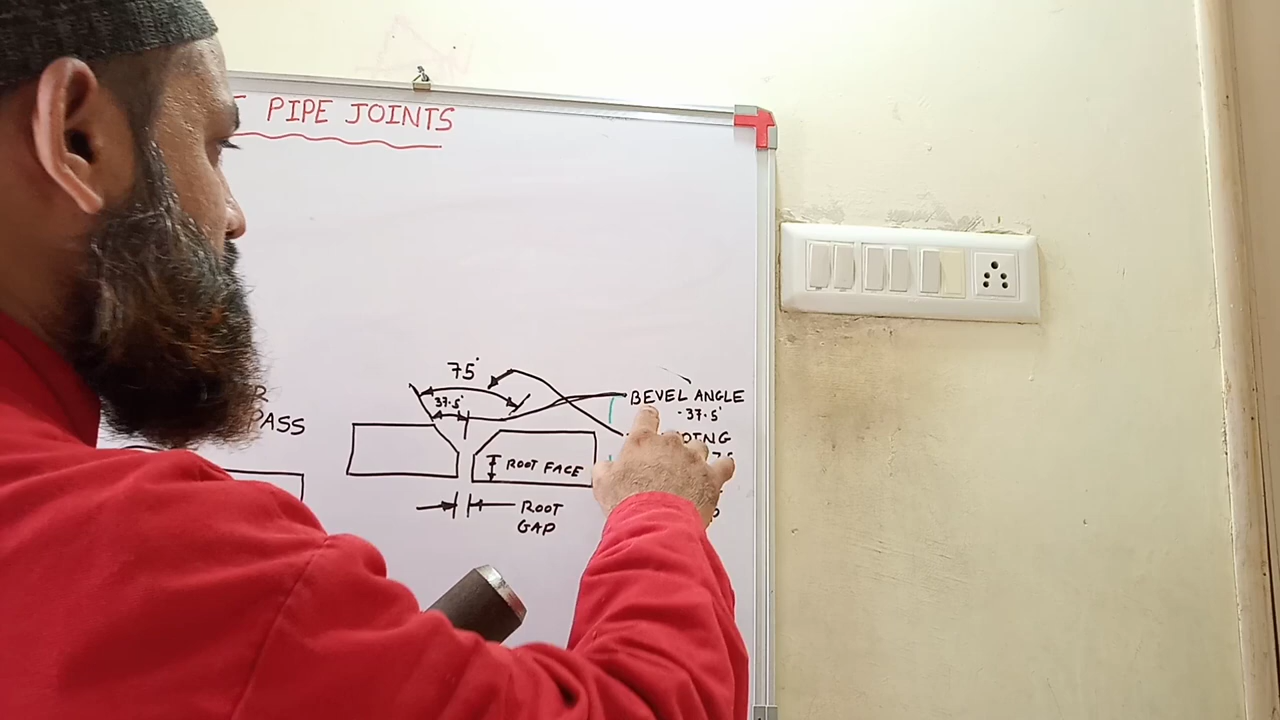 PIPE JOINTS
75°
37.5°
BEVEL ANGLE
-37.5°
PASS
ROOT FACE
ROOT
GAP